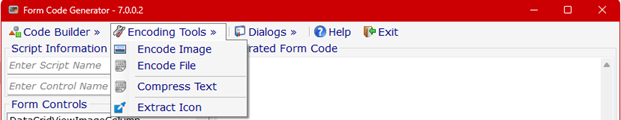 Form Code Generator - 7.0.0.2
Code Builder » Encoding Tools » Dialogs » Help Exit
Script Information rated Form Code
Encode Image
Enter Script Name
Encode File
Enter Control Name
Compress Text
Form Controls
Extract Icon
DataGridViewImageColumn